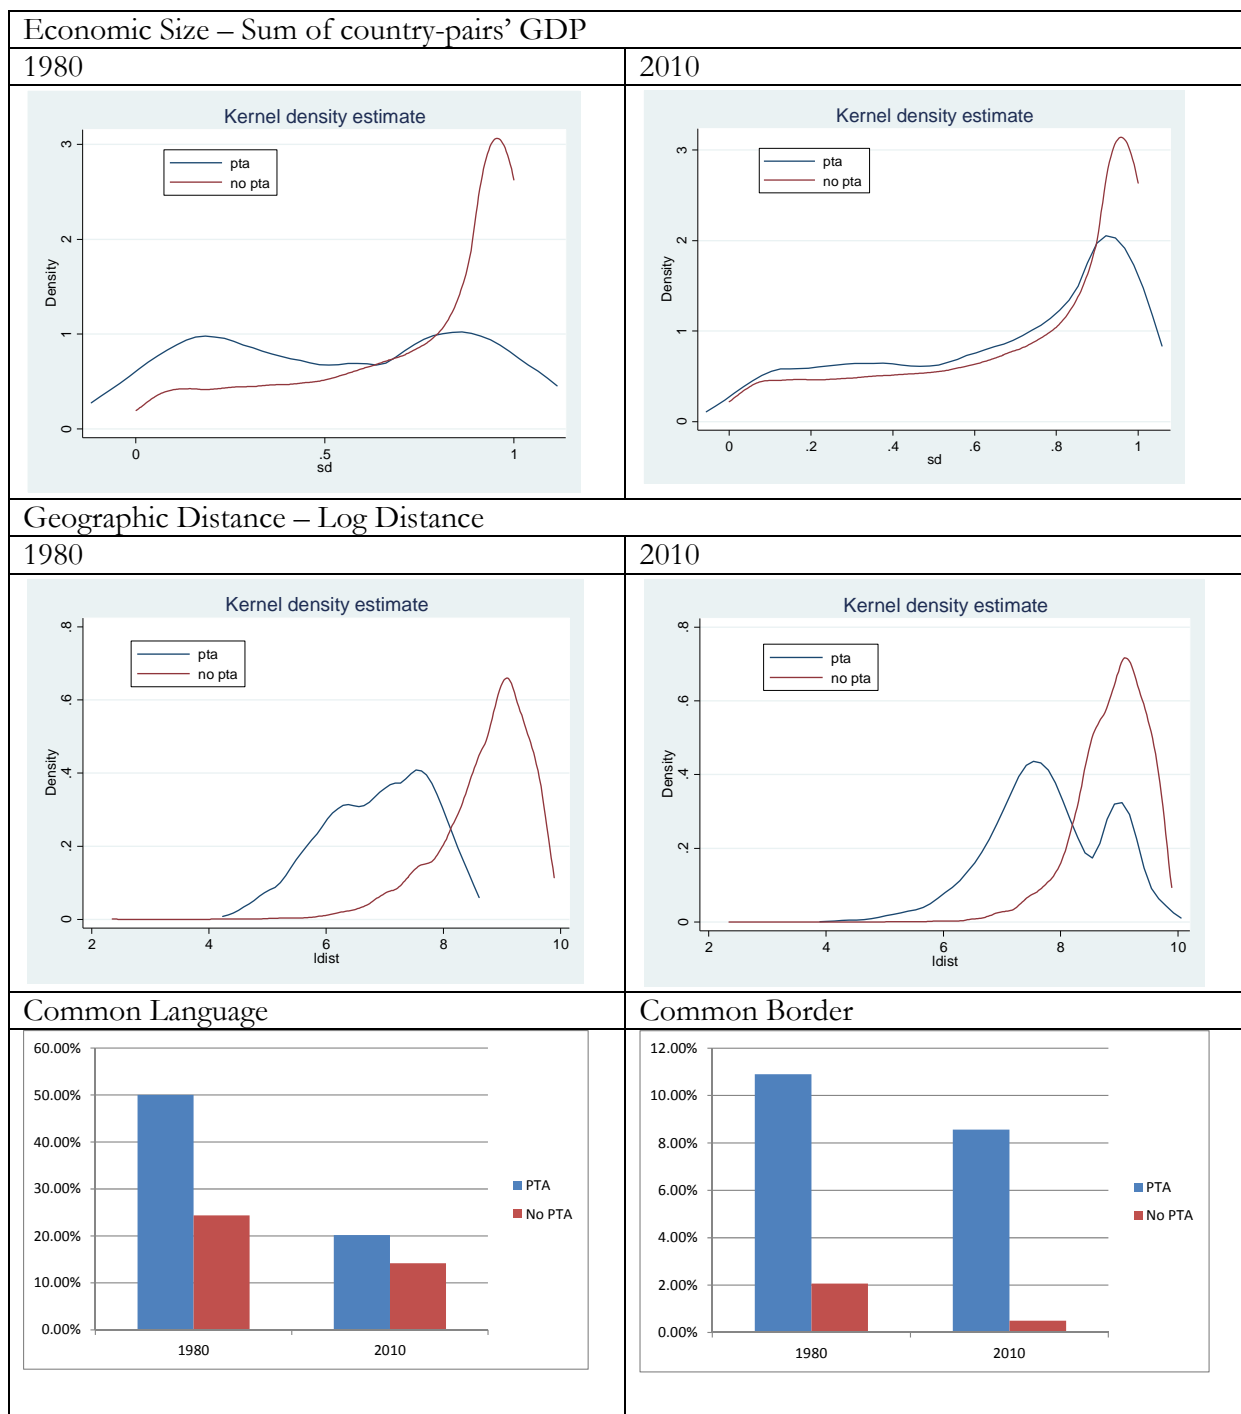 Economic Size – Sum of country-pairs’ GDP
1980
2010
Kernel density estimate
pta
no pta
Density
0
1
2
3
0
.5
1
sd
Kernel density estimate
pta
no pta
Density
0
1
2
3
0
.2
.4
.6
.8
1
sd
Geographic Distance – Log Distance
1980
2010
Kernel density estimate
pta
no pta
Density
0
.2
.4
.6
.8
2
4
6
8
10
ldist
Kernel density estimate
pta
no pta
Density
0
.2
.4
.6
.8
2
4
6
8
10
ldist
Common Language
Common Border
60.00%
50.00%
40.00%
30.00%
20.00%
10.00%
0.00%
1980
2010
PTA
No PTA
12.00%
10.00%
8.00%
6.00%
4.00%
2.00%
0.00%
1980
2010
PTA
No PTA